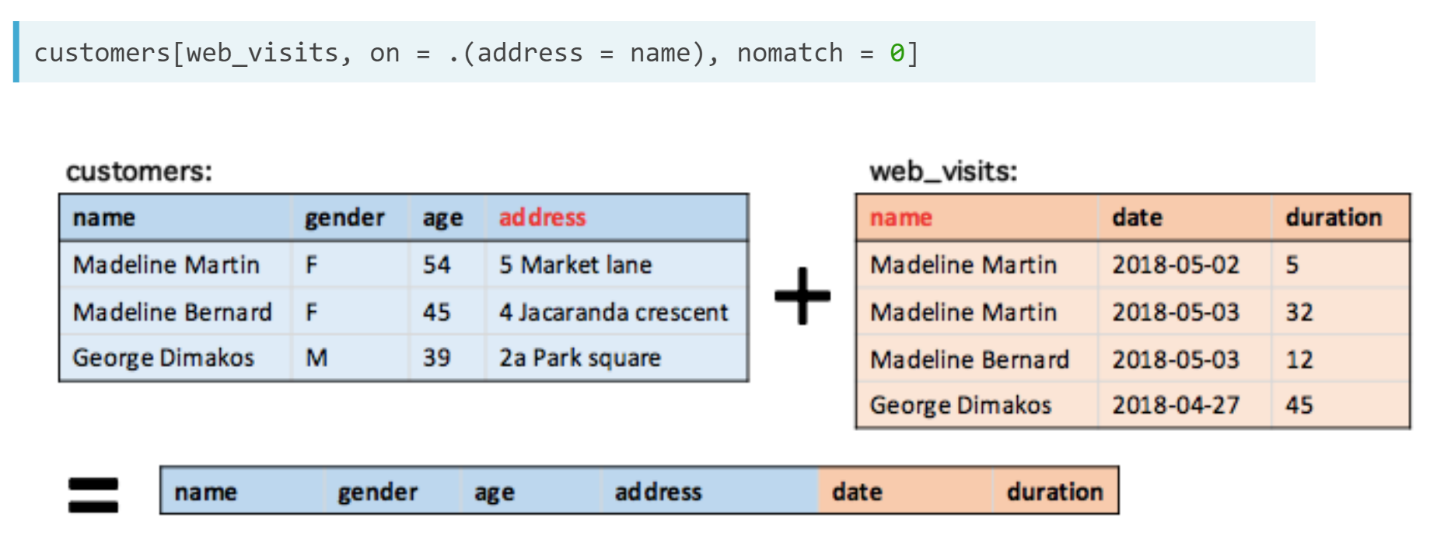 customers[web_visits, on = .(address = name), nomatch = 0]
customers:
name gender age address
Madeline Martin F 54 5 Market lane
Madeline Bernard F 45 4 Jacaranda crescent
George Dimakos M 39 2a Park square
+
web_visits:
name date duration
Madeline Martin 2018-05-02 5
Madeline Martin 2018-05-03 32
Madeline Bernard 2018-05-03 12
George Dimakos 2018-04-27 45
=
name gender age address date duration